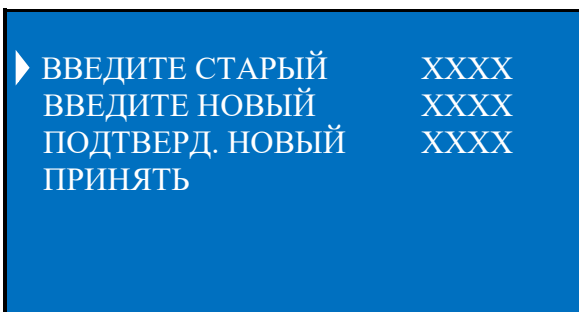 ВВЕДИТЕ СТАРЫЙ XXXX
ВВЕДИТЕ НОВЫЙ XXXX
ПОДТВЕРД. НОВЫЙ XXXX
ПРИНЯТЬ